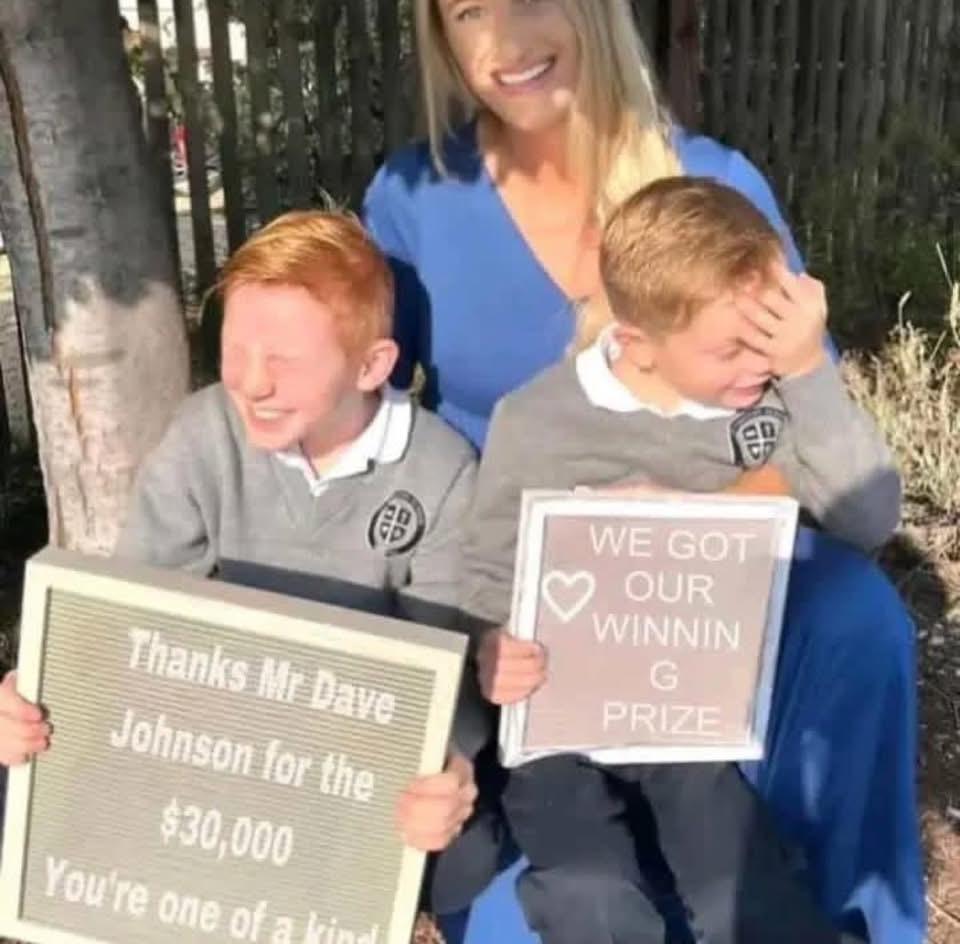 Thanks Mr Dave
Johnson for the
$30,000
You're one of a kind
WE GOT
OUR
WINNIN
G
PRIZE